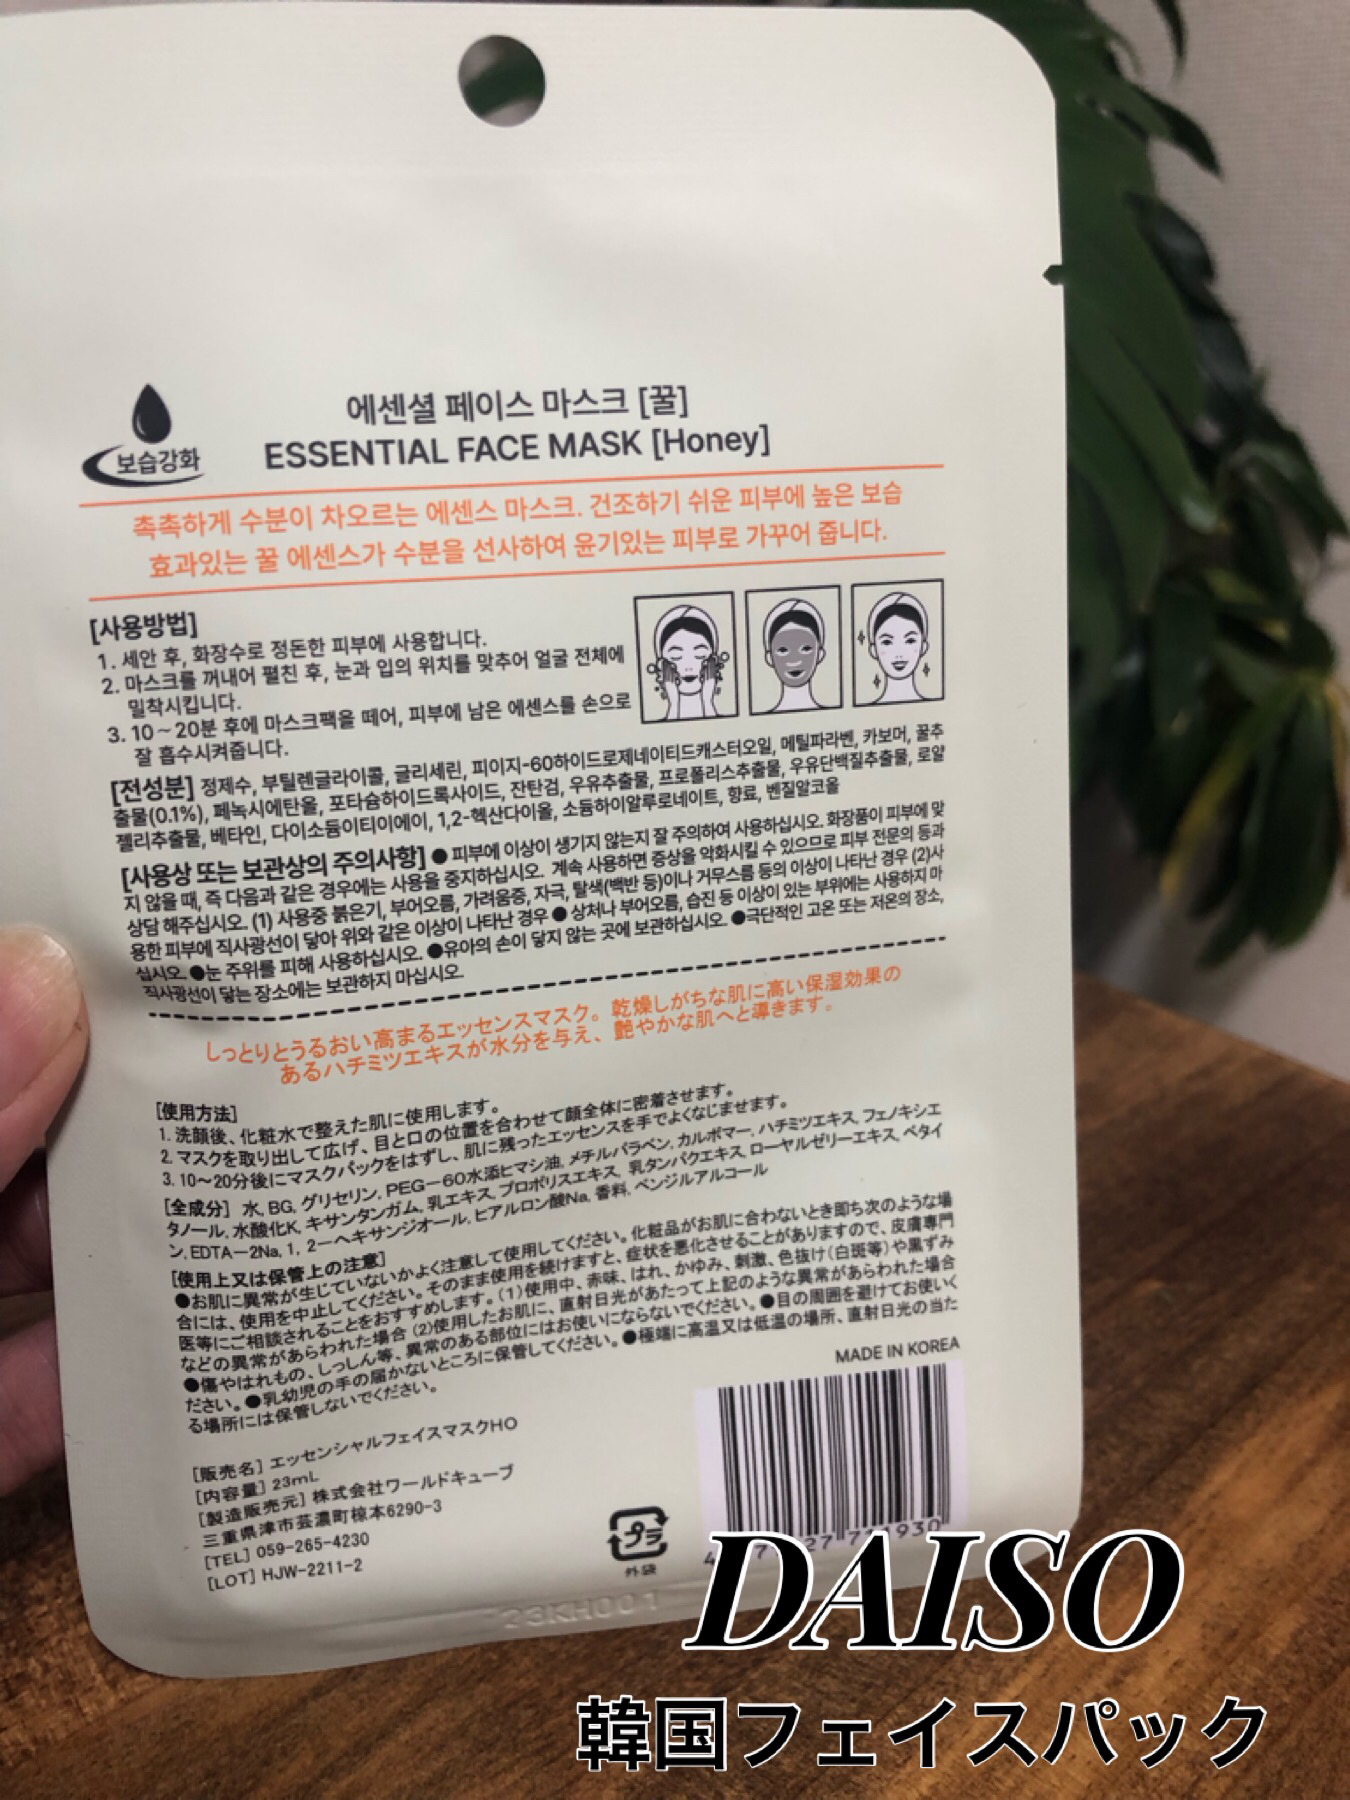 에센셜 페이스 마스크 [꿀]
보습강화
ESSENTIAL FACE MASK [Honey]
촉촉하게 수분이 차오르는 에센스 마스크. 건조하기 쉬운 피부에 높은 보습
효과있는 꿀 에센스가 수분을 선사하여 윤기있는 피부로 가꾸어 줍니다.
[사용방법]
1. 세안 후, 화장수로 정돈한 피부에 사용합니다.
2. 마스크를 꺼내어 펼친 후, 눈과 입의 위치를 맞추어 얼굴 전체에
밀착시킵니다.
3. 10~20분 후에 마스크팩을 떼어, 피부에 남은 에센스를 손으로
잘 흡수시켜줍니다.
[전성분] 정제수, 부틸렌글라이콜, 글리세린, 피이지-60하이드로제네이티드캐스터오일, 메틸파라벤, 카보머, 꿀추
출물(0.1%), 페녹시에탄올, 포타슘하이드록사이드, 잔탄검, 우유추출물, 프로폴리스추출물, 우유단백질추출물, 로얄
젤리추출물, 베타인, 다이소듐이티이에이, 1,2-헥산다이올, 소듐하이알루로네이트, 향료, 벤질알코올
[사용상 또는 보관상의 주의사항] ●피부에 이상이 생기지 않는지 잘 주의하여 사용하십시오. 화장품이 피부에 맞
지 않을 때, 즉 다음과 같은 경우에는 사용을 중지하십시오. 계속 사용하면 증상을 악화시킬 수 있으므로 피부 전문의 등과
상담 해주십시오. (1) 사용중 붉은기, 부어오름, 가려움증, 자극, 탈색(백반 등)이나 거무스름 등의 이상이 나타난 경우 (2)사
용한 피부에 직사광선이 닿아 위와 같은 이상이 나타난 경우 ●상처나 부어오름, 습진 등 이상이 있는 부위에는 사용하지 마
십시오. ●눈 주위를 피해 사용하십시오. ●유아의 손이 닿지 않는 곳에 보관하십시오. ●극단적인 고온 또는 저온의 장소,
직사광선이 닿는 장소에는 보관하지 마십시오.
しっとりとうるおい高まるエッセンスマスク。乾燥しがちな肌に高い保湿効果の
あるハチミツエキスが水分を与え、艶やかな肌へと導きます。
[使用方法]
1. 洗顔後、化粧水で整えた肌に使用します。
2. マスクを取り出して広げ、目と口の位置を合わせて顔全体に密着させます。
3. 10〜20分後にマスクパックをはずし、肌に残ったエッセンスを手でよくなじませます。
[全成分] 水, BG, グリセリン, PEG-60水添ヒマシ油, メチルパラベン, カルボマー, ハチミツエキス, フェノキシエ
タノール, 水酸化K, キサンタンガム, 乳エキス, プロポリスエキス, 乳タンパクエキス, ローヤルゼリーエキス, ベタイ
ン, EDTA-2Na, 1, 2-ヘキサンジオール, ヒアルロン酸Na, 香料, ベンジルアルコール
[使用上又は保管上の注意]
●お肌に異常が生じていないかよく注意して使用してください。化粧品がお肌に合わないとき即ち次のような場
合には、使用を中止してください。そのまま使用を続けますと、症状を悪化させることがありますので、皮膚専門
医等にご相談されることをおすすめします。(1)使用中、赤味、はれ、かゆみ、刺激、色抜け(白斑等)や黒ずみ
などの異常があらわれた場合 (2)使用したお肌に、直射日光があたって上記のような異常があらわれた場合
●傷やはれもの、しっしん等、異常のある部位にはお使いにならないでください。●目の周囲を避けてお使いく
ださい。●乳幼児の手の届かないところに保管してください。●極端に高温又は低温の場所、直射日光の当た
る場所には保管しないでください。
MADE IN KOREA
[販売名] エッセンシャルフェイスマスクHO
[内容量] 23mL
[製造販売元] 株式会社ワールドキューブ
三重県津市芸濃町椋本6290-3
[TEL] 059-265-4230
[LOT] HJW-2211-2
プラ
外袋
23KH001
DAISO
韓国フェイスパック